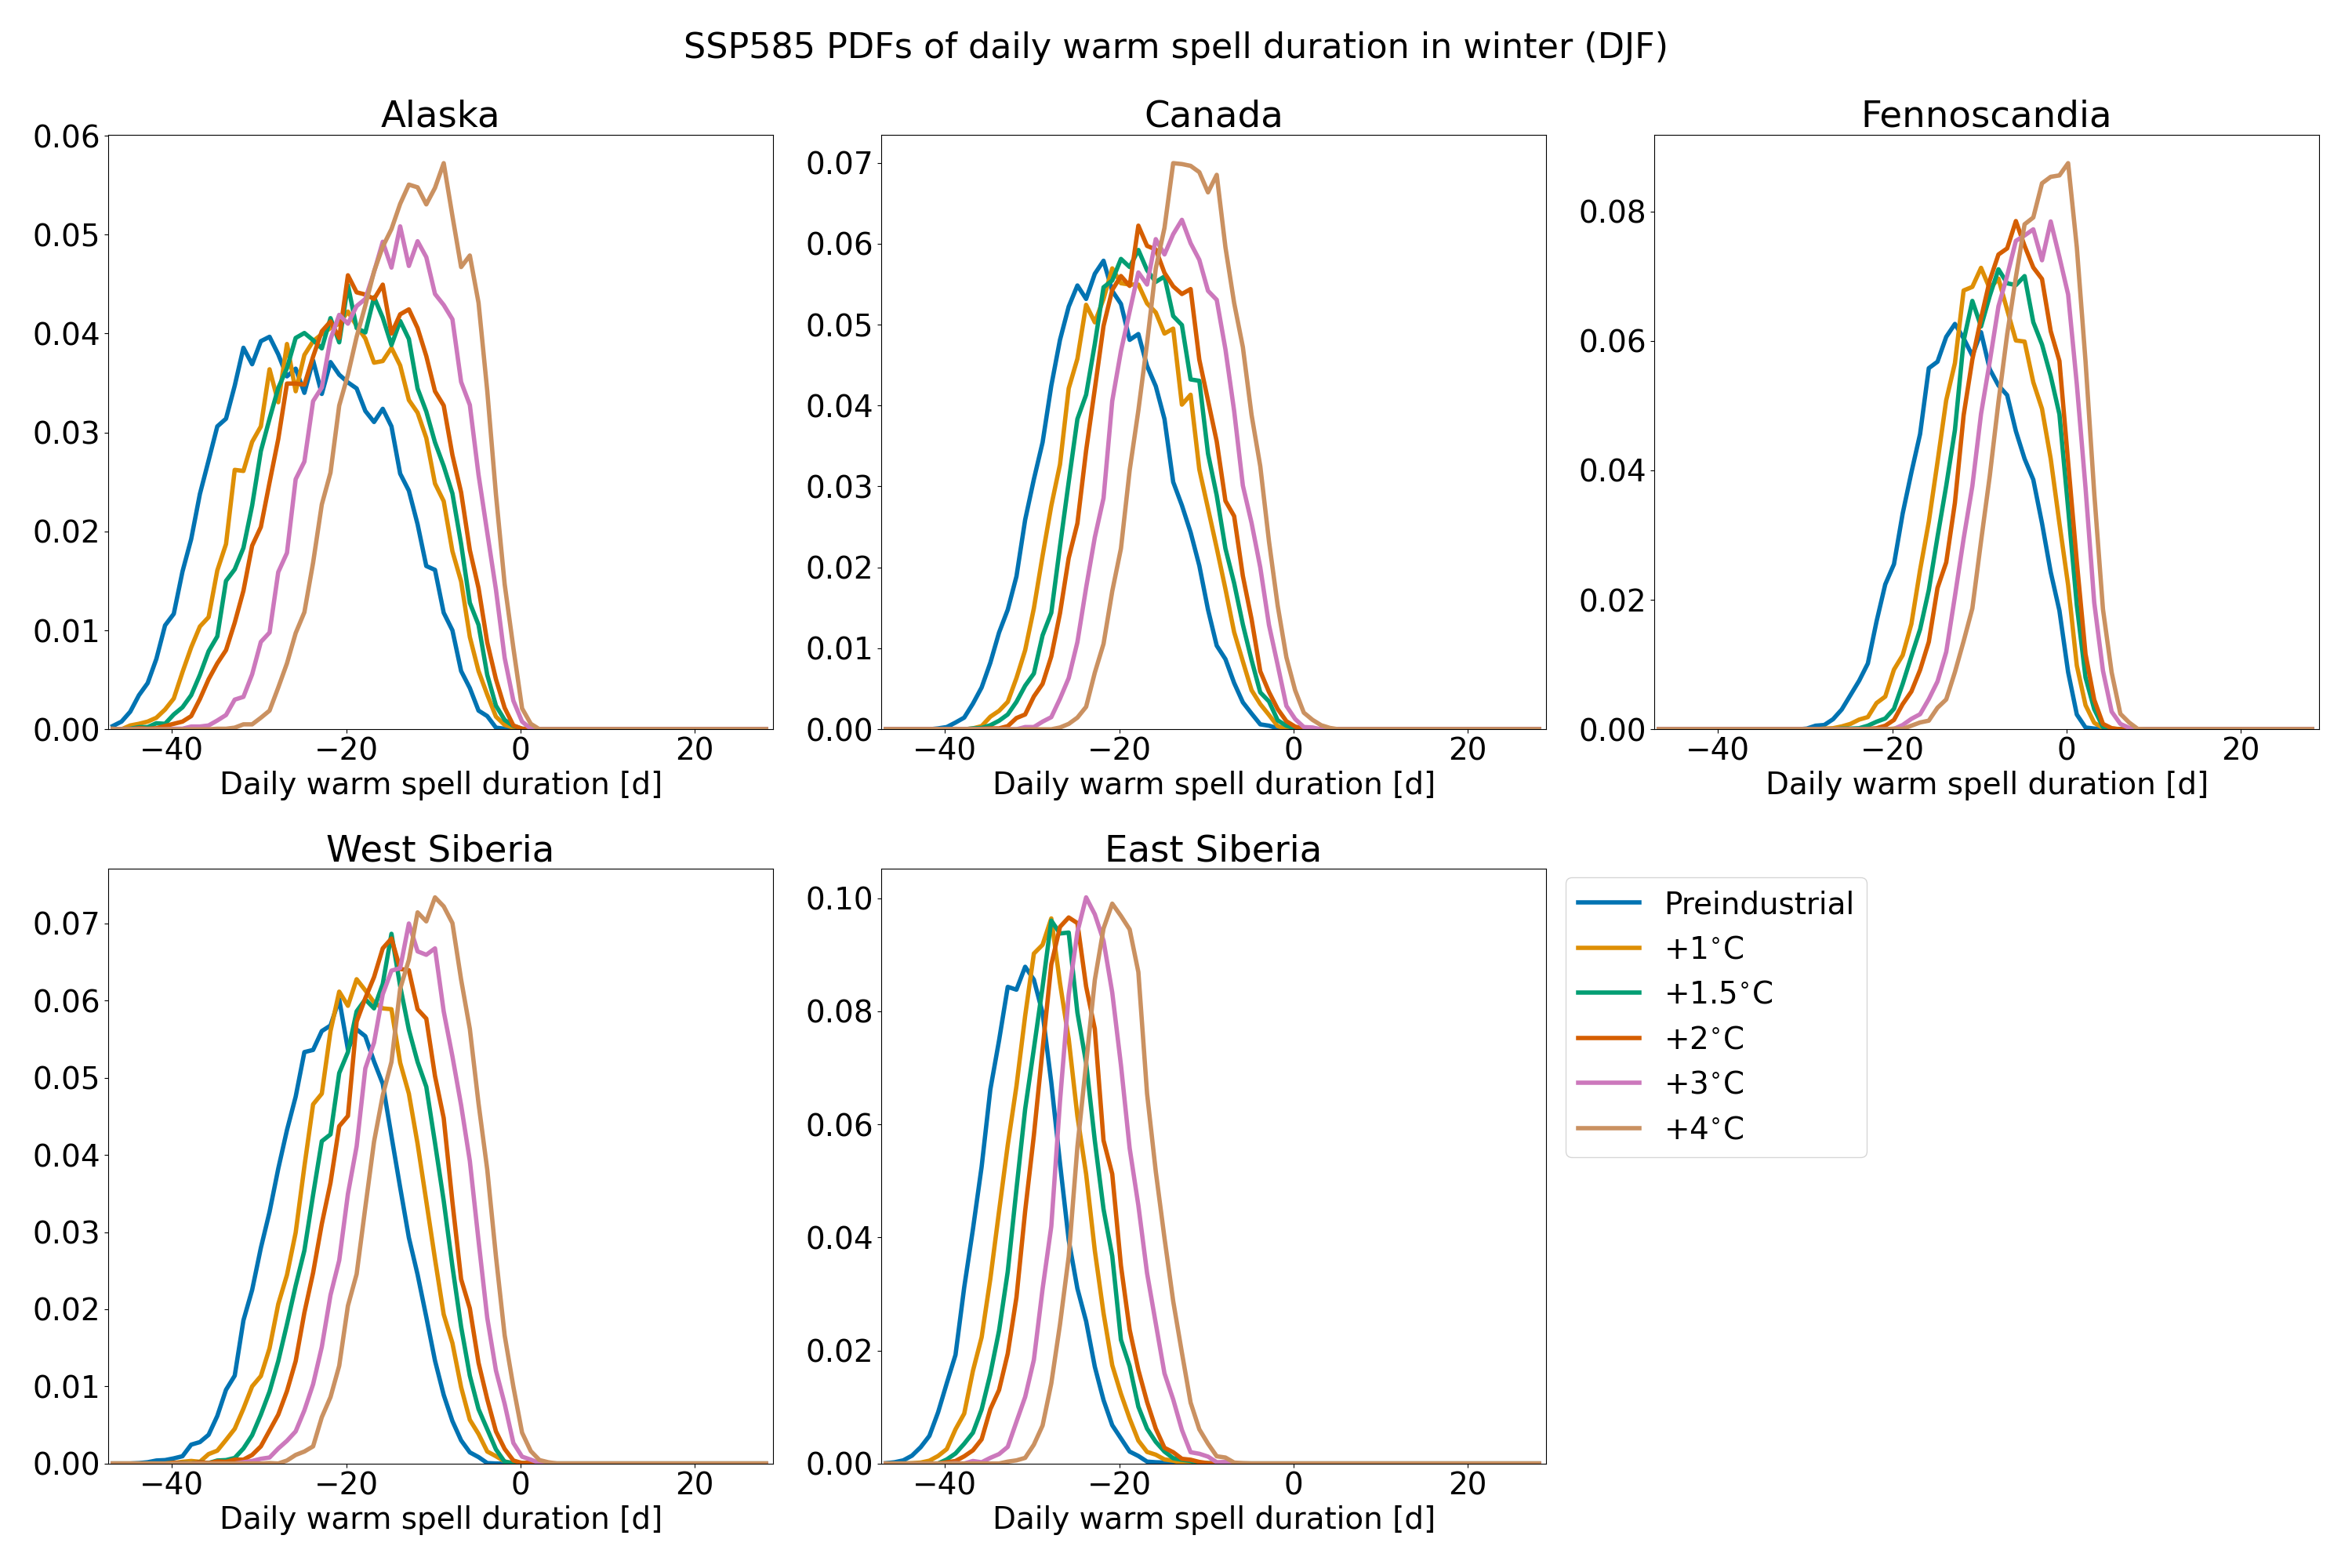 SSP585 PDFs of daily warm spell duration in winter (DJF)
Alaska
0.06
0.05
0.04
0.03
0.02
0.01
0.00
−40 −20 0 20
Daily warm spell duration [d]
Canada
0.07
0.06
0.05
0.04
0.03
0.02
0.01
0.00
−40 −20 0 20
Daily warm spell duration [d]
Fennoscandia
0.08
0.06
0.04
0.02
0.00
−40 −20 0 20
Daily warm spell duration [d]
West Siberia
0.07
0.06
0.05
0.04
0.03
0.02
0.01
0.00
−40 −20 0 20
Daily warm spell duration [d]
East Siberia
0.10
0.08
0.06
0.04
0.02
0.00
−40 −20 0 20
Daily warm spell duration [d]
Preindustrial
+1°C
+1.5°C
+2°C
+3°C
+4°C